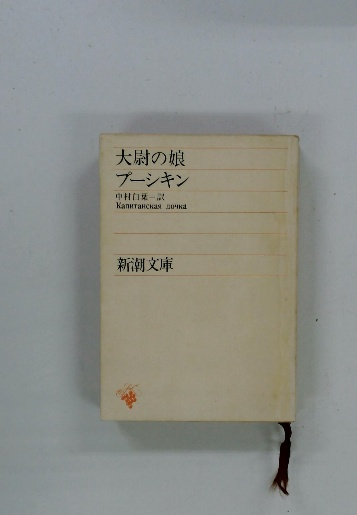 大尉の娘
プーシキン
中村白葉＝訳
Капитанская дочка
新潮文庫